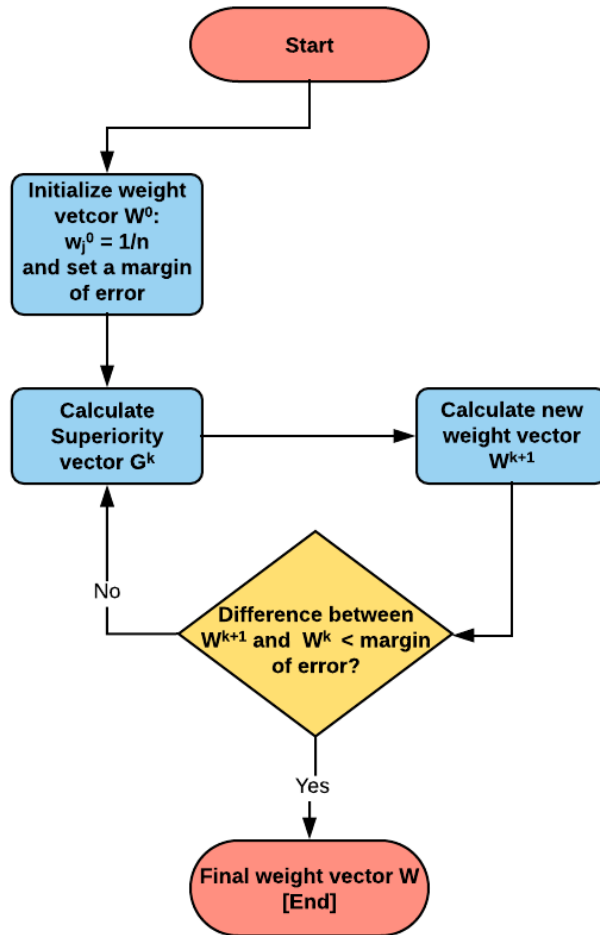 Start
Initialize weight
vetcor W⁰:
wⱼ⁰ = 1/n
and set a margin
of error
Calculate
Superiority
vector Gᵏ
Calculate new
weight vector
Wᵏ⁺¹
No
Difference between
Wᵏ⁺¹ and Wᵏ < margin
of error?
Yes
Final weight vector W
[End]